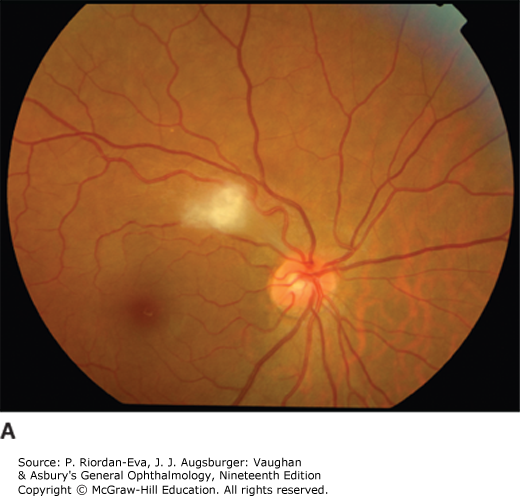 A
Source: P. Riordan-Eva, J. J. Augsburger: Vaughan
& Asbury's General Ophthalmology, Nineteenth Edition
Copyright © McGraw-Hill Education. All rights reserved.